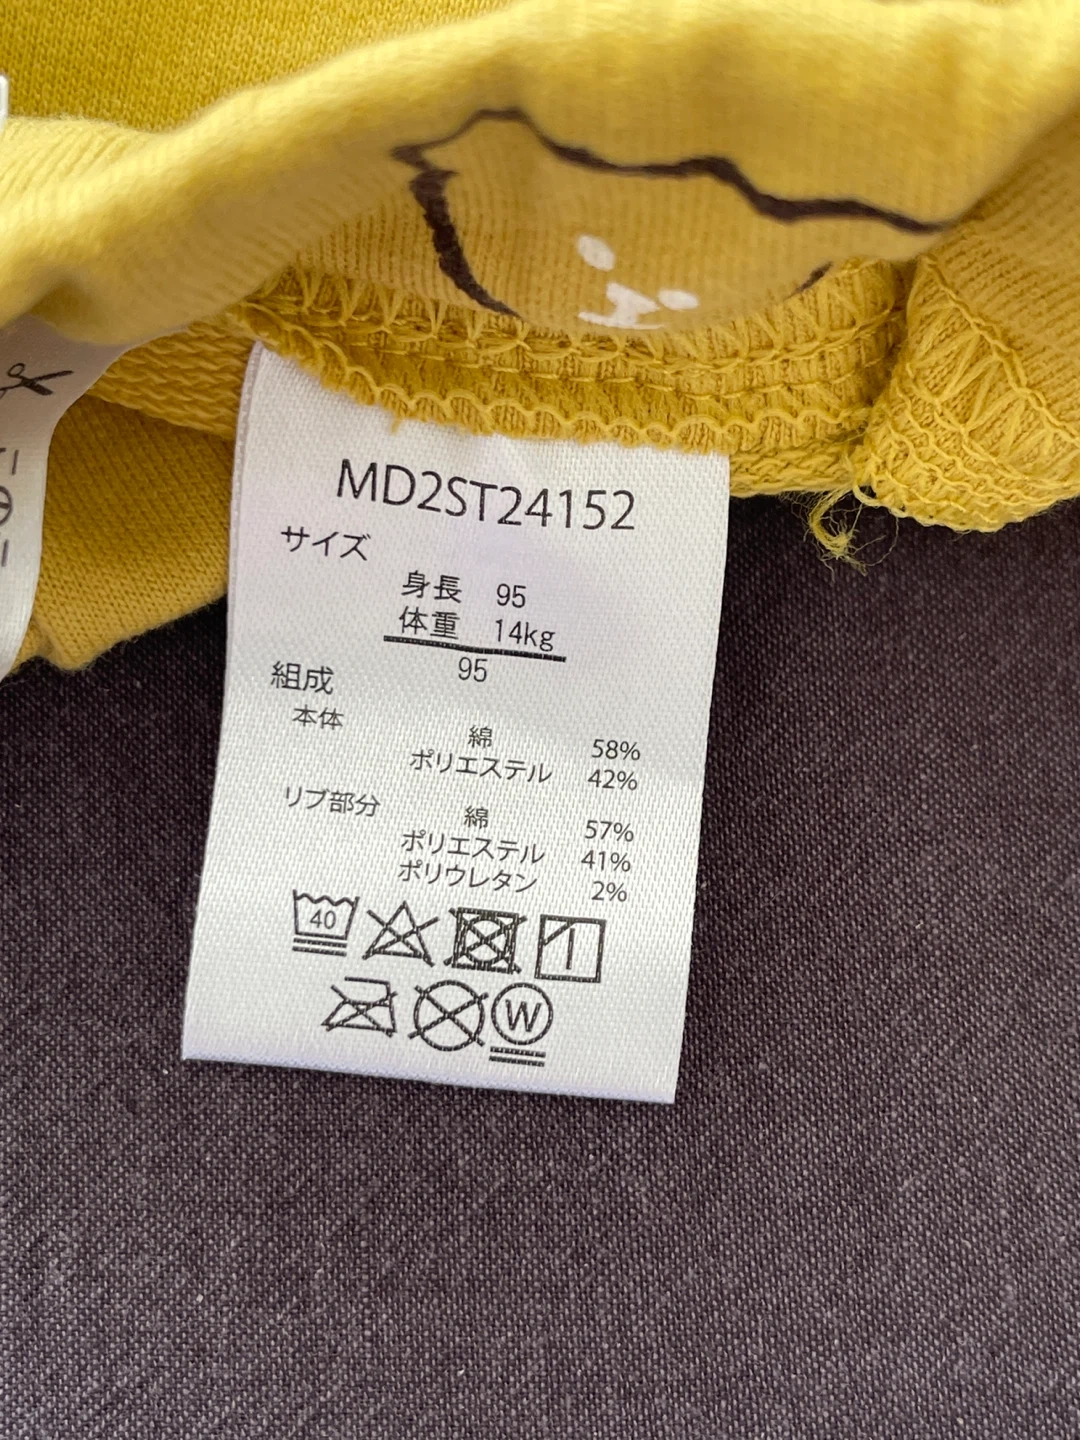 MD2ST24152
サイズ
身長 95
体重 14kg
95
組成
本体
綿 58%
ポリエステル 42%
リブ部分
綿 57%
ポリエステル 41%
ポリウレタン 2%
40
W